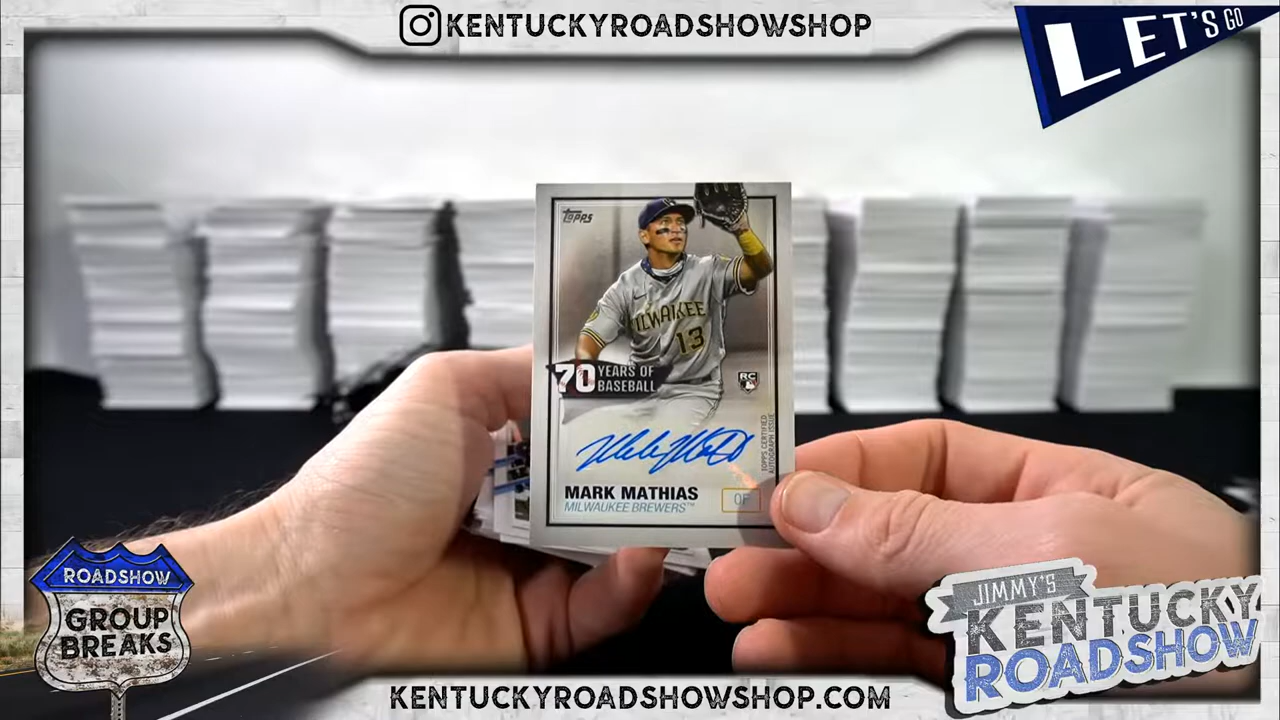 KENTUCKYROADSHOWSHOP
LET'S GO
TOPPS
MILWAUKEE
13
70 YEARS OF
BASEBALL
RC
TOPPS CERTIFIED
AUTOGRAPH ISSUE
MARK MATHIAS
OF
MILWAUKEE BREWERS™
ROADSHOW
GROUP
BREAKS
JIMMY'S
KENTUCKY
ROADSHOW
KENTUCKYROADSHOWSHOP.COM